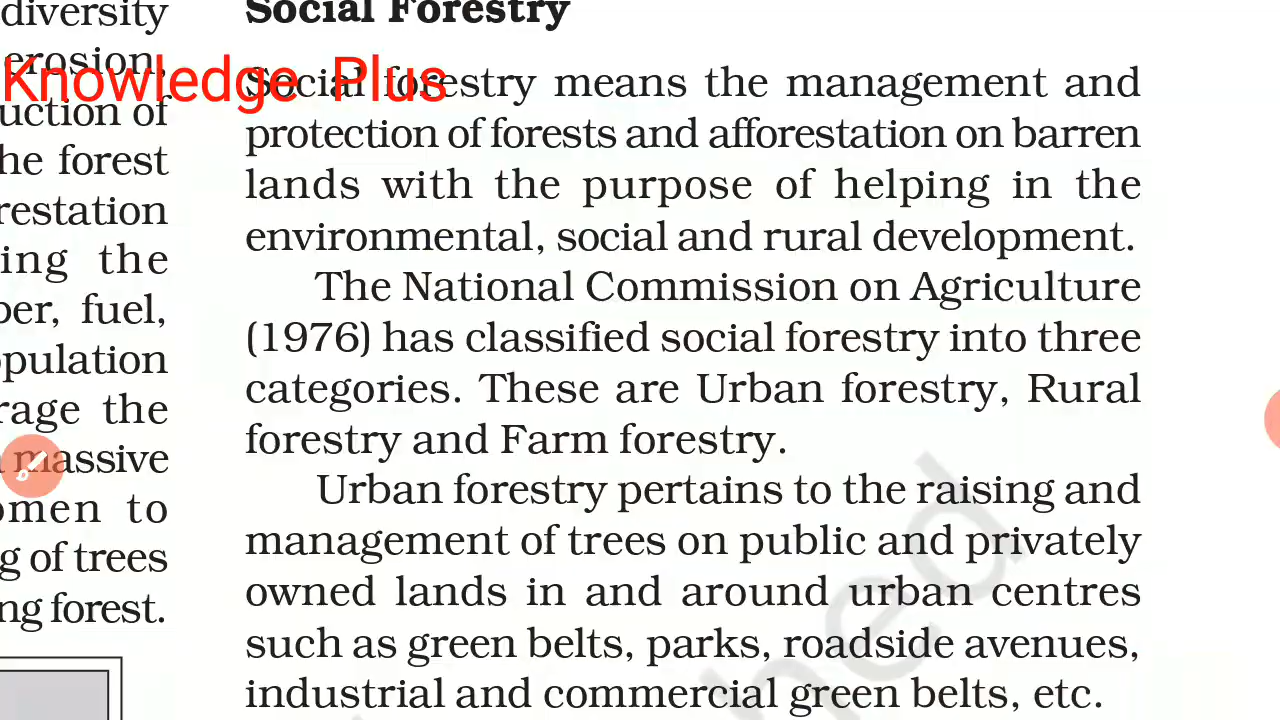 diversity
erosion,
uction of
he forest
restation
ing the
per, fuel,
opulation
rage the
massive
omen to
g of trees
ng forest.
Knowledge Plus
Social Forestry
Social forestry means the management and
protection of forests and afforestation on barren
lands with the purpose of helping in the
environmental, social and rural development.
The National Commission on Agriculture
(1976) has classified social forestry into three
categories. These are Urban forestry, Rural
forestry and Farm forestry.
Urban forestry pertains to the raising and
management of trees on public and privately
owned lands in and around urban centres
such as green belts, parks, roadside avenues,
industrial and commercial green belts, etc.
hed